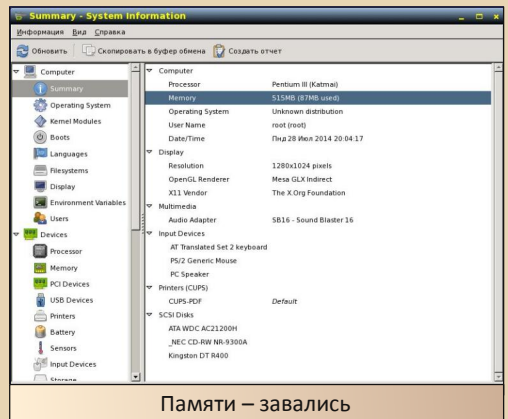 Summary - System Information
Информация Вид Справка
Обновить Скопировать в буфер обмена Создать отчет
Computer
Summary
Operating System
Kernel Modules
Boots
Languages
Filesystems
Display
Environment Variables
Users
Devices
Processor
Memory
PCI Devices
USB Devices
Printers
Battery
Sensors
Input Devices
Storage
Computer
Processor Pentium III (Katmai)
Memory 515MB (87MB used)
Operating System Unknown distribution
User Name root (root)
Date/Time Пнд 28 Июл 2014 20:04:17
Display
Resolution 1280x1024 pixels
OpenGL Renderer Mesa GLX Indirect
X11 Vendor The X.Org Foundation
Multimedia
Audio Adapter SB16 - Sound Blaster 16
Input Devices
AT Translated Set 2 keyboard
PS/2 Generic Mouse
PC Speaker
Printers (CUPS)
CUPS-PDF Default
SCSI Disks
ATA WDC AC21200H
_NEC CD-RW NR-9300A
Kingston DT R400
Памяти – завались